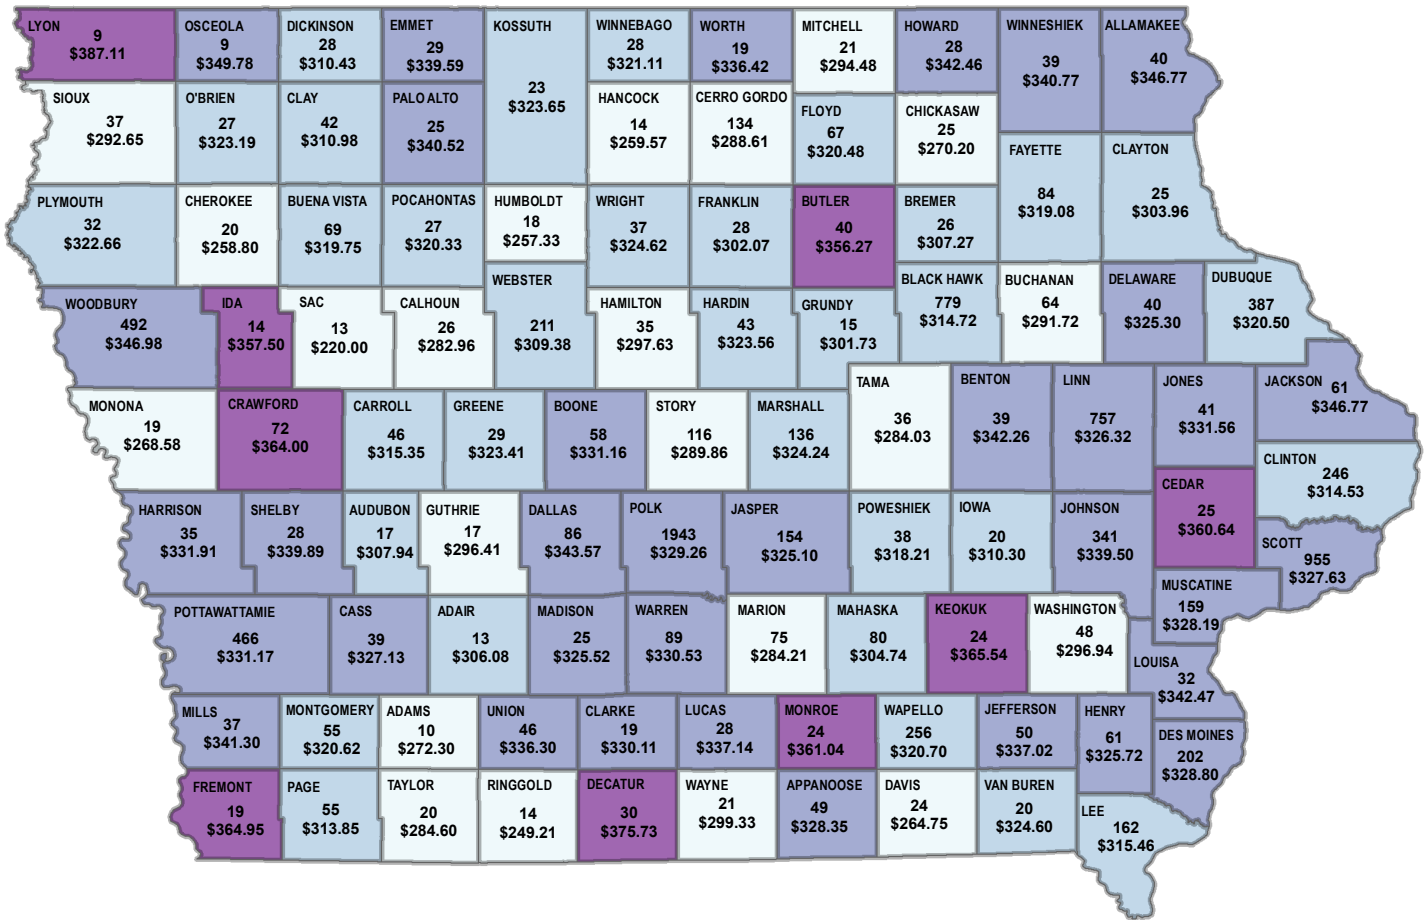 LYON
9
$387.11
OSCEOLA
9
$349.78
DICKINSON
28
$310.43
EMMET
29
$339.59
KOSSUTH
23
$323.65
WINNEBAGO
28
$321.11
WORTH
19
$336.42
MITCHELL
21
$294.48
HOWARD
28
$342.46
WINNESHIEK
39
$340.77
ALLAMAKEE
40
$346.77
SIOUX
37
$292.65
O'BRIEN
27
$323.19
CLAY
42
$310.98
PALO ALTO
25
$340.52
HANCOCK
14
$259.57
CERRO GORDO
134
$288.61
FLOYD
67
$320.48
CHICKASAW
25
$270.20
FAYETTE
84
$319.08
CLAYTON
25
$303.96
PLYMOUTH
32
$322.66
CHEROKEE
20
$258.80
BUENA VISTA
69
$319.75
POCAHONTAS
27
$320.33
HUMBOLDT
18
$257.33
WRIGHT
37
$324.62
FRANKLIN
28
$302.07
BUTLER
40
$356.27
BREMER
26
$307.27
WOODBURY
492
$346.98
IDA
14
$357.50
SAC
13
$220.00
CALHOUN
26
$282.96
WEBSTER
211
$309.38
HAMILTON
35
$297.63
HARDIN
43
$323.56
GRUNDY
15
$301.73
BLACK HAWK
779
$314.72
BUCHANAN
64
$291.72
DELAWARE
40
$325.30
DUBUQUE
387
$320.50
MONONA
19
$268.58
CRAWFORD
72
$364.00
CARROLL
46
$315.35
GREENE
29
$323.41
BOONE
58
$331.16
STORY
116
$289.86
MARSHALL
136
$324.24
TAMA
36
$284.03
BENTON
39
$342.26
LINN
757
$326.32
JONES
41
$331.56
JACKSON 61
$346.77
CLINTON
246
$314.53
CEDAR
25
$360.64
HARRISON
35
$331.91
SHELBY
28
$339.89
AUDUBON
17
$307.94
GUTHRIE
17
$296.41
DALLAS
86
$343.57
POLK
1943
$329.26
JASPER
154
$325.10
POWESHIEK
38
$318.21
IOWA
20
$310.30
JOHNSON
341
$339.50
SCOTT
955
$327.63
MUSCATINE
159
$328.19
POTTAWATTAMIE
466
$331.17
CASS
39
$327.13
ADAIR
13
$306.08
MADISON
25
$325.52
WARREN
89
$330.53
MARION
75
$284.21
MAHASKA
80
$304.74
KEOKUK
24
$365.54
WASHINGTON
48
$296.94
LOUISA
32
$342.47
MILLS
37
$341.30
MONTGOMERY
55
$320.62
ADAMS
10
$272.30
UNION
46
$336.30
CLARKE
19
$330.11
LUCAS
28
$337.14
MONROE
24
$361.04
WAPELLO
256
$320.70
JEFFERSON
50
$337.02
HENRY
61
$325.72
DES MOINES
202
$328.80
FREMONT
19
$364.95
PAGE
55
$313.85
TAYLOR
20
$284.60
RINGGOLD
14
$249.21
DECATUR
30
$375.73
WAYNE
21
$299.33
APPANOOSE
49
$328.35
DAVIS
24
$264.75
VAN BUREN
20
$324.60
LEE
162
$315.46